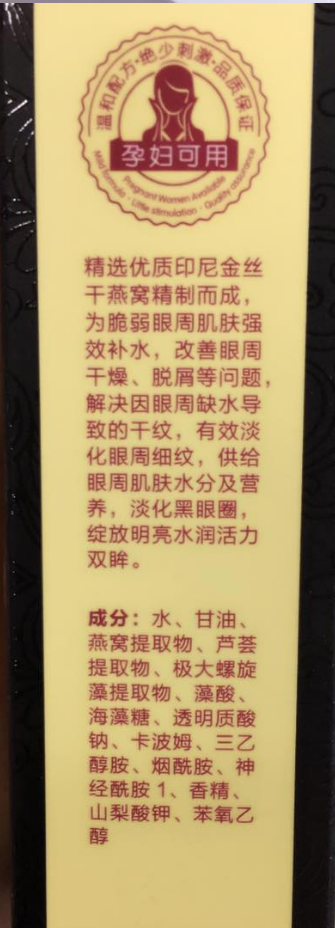 温和配方·绝少刺激·品质保证
孕妇可用
Pregnant Women Available
Mild formula · Little stimulation · Quality assurance
精选优质印尼金丝
干燕窝精制而成，
为脆弱眼周肌肤强
效补水，改善眼周
干燥、脱屑等问题，
解决因眼周缺水导
致的干纹，有效淡
化眼周细纹，供给
眼周肌肤水分及营
养，淡化黑眼圈，
绽放明亮水润活力
双眸。
成分：水、甘油、
燕窝提取物、芦荟
提取物、极大螺旋
藻提取物、藻酸、
海藻糖、透明质酸
钠、卡波姆、三乙
醇胺、烟酰胺、神
经酰胺 1、香精、
山梨酸钾、苯氧乙
醇